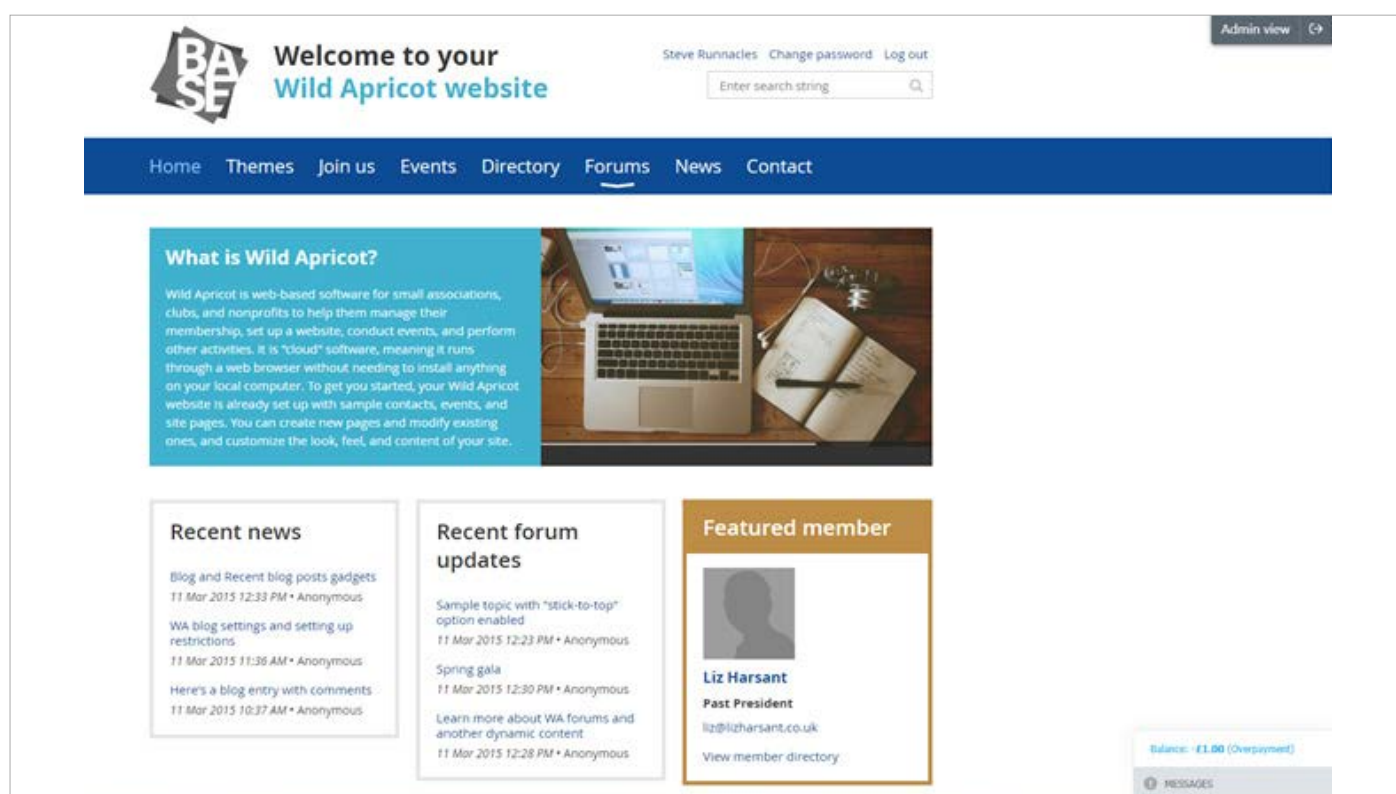 Admin view
BA
SE
Welcome to your
Wild Apricot website
Steve Runnacles Change password Log out
Enter search string
Home Themes Join us Events Directory Forums News Contact
What is Wild Apricot?
Wild Apricot is web-based software for small associations,
clubs, and nonprofits to help them manage their
membership, set up a website, conduct events, and perform
other activities. It is "cloud" software, meaning it runs
through a web browser without needing to install anything
on your local computer. To get you started, your Wild Apricot
website is already set up with sample contacts, events, and
site pages. You can create new pages and modify existing
ones, and customize the look, feel, and content of your site.
Recent news
Blog and Recent blog posts gadgets
11 Mar 2015 12:33 PM • Anonymous
WA blog settings and setting up
restrictions
11 Mar 2015 11:36 AM • Anonymous
Here's a blog entry with comments
11 Mar 2015 10:37 AM • Anonymous
Recent forum
updates
Sample topic with "stick-to-top"
option enabled
11 Mar 2015 12:23 PM • Anonymous
Spring gala
11 Mar 2015 12:30 PM • Anonymous
Learn more about WA forums and
another dynamic content
11 Mar 2015 12:28 PM • Anonymous
Featured member
Liz Harsant
Past President
liz@lizharsant.co.uk
View member directory
Balance: -£1.00 (Overpayment)
MESSAGES